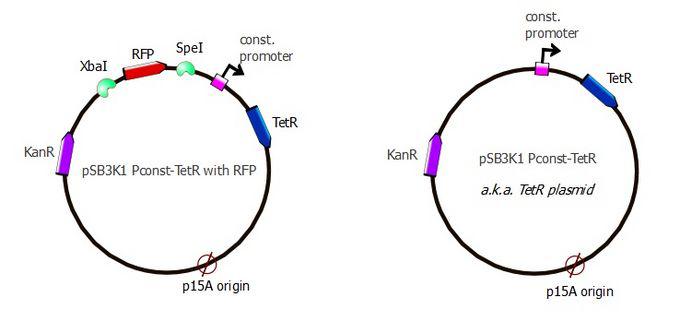 const.
promoter
SpeI
RFP
XbaI
TetR
KanR
pSB3K1 Pconst-TetR with RFP
p15A origin
const.
promoter
TetR
KanR
pSB3K1 Pconst-TetR
a.k.a. TetR plasmid
p15A origin